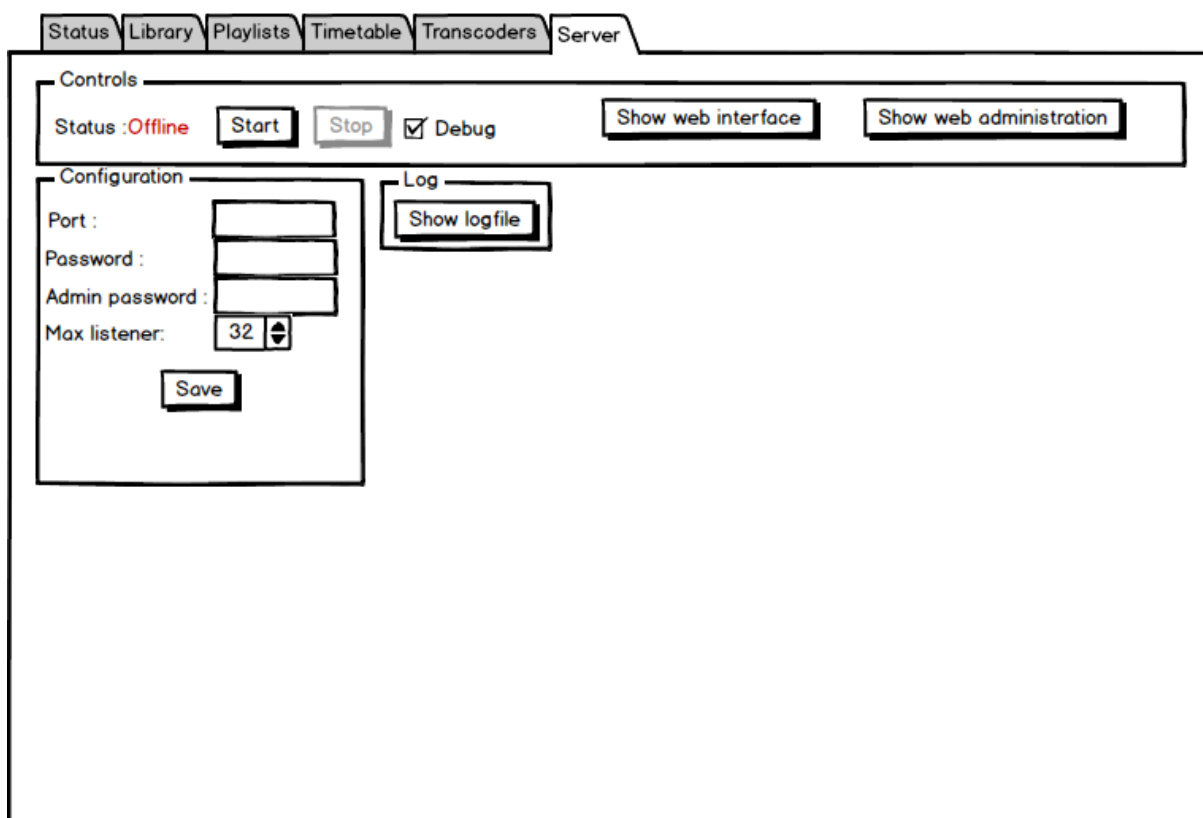 Status Library Playlists Timetable Transcoders Server
Controls
Status :Offline Start Stop Debug Show web interface Show web administration
Configuration
Port :
Password :
Admin password :
Max listener: 32
Save
Log
Show logfile